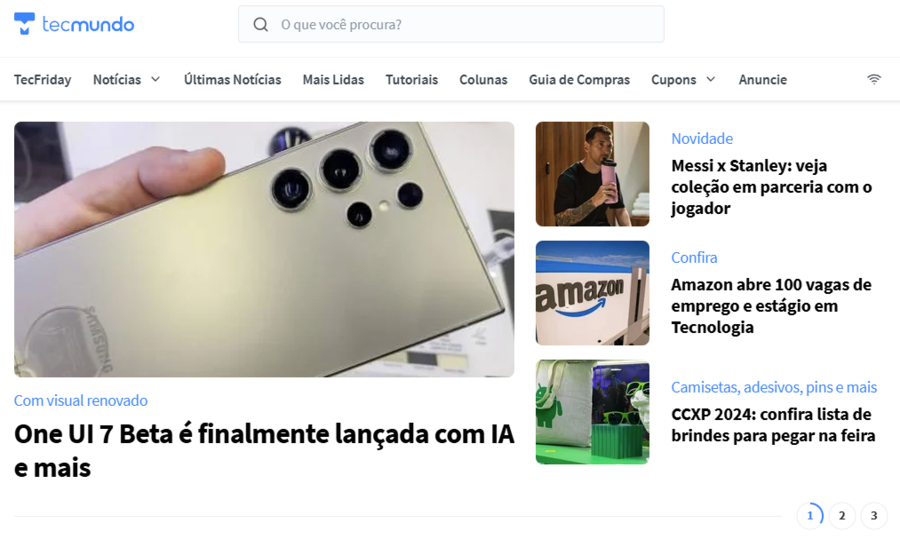 tecmundo
O que você procura?
TecFriday
Notícias
Últimas Notícias
Mais Lidas
Tutoriais
Colunas
Guia de Compras
Cupons
Anuncie
SAMSUNG
Com visual renovado
One UI 7 Beta é finalmente lançada com IA
e mais
Novidade
Messi x Stanley: veja
coleção em parceria com o
jogador
amazon
Confira
Amazon abre 100 vagas de
emprego e estágio em
Tecnologia
Camisetas, adesivos, pins e mais
CCXP 2024: confira lista de
brindes para pegar na feira
1 2 3